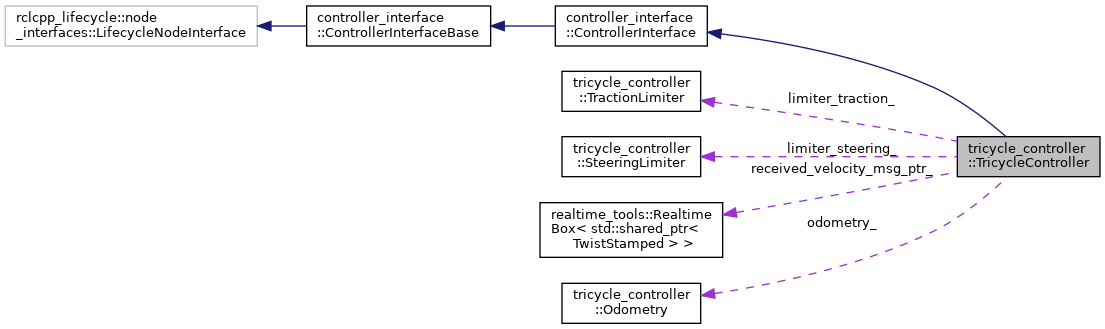 rclcpp_lifecycle::node
_interfaces::LifecycleNodeInterface
controller_interface
::ControllerInterfaceBase
controller_interface
::ControllerInterface
tricycle_controller
::TractionLimiter
limiter_traction_
tricycle_controller
::SteeringLimiter
limiter_steering_
received_velocity_msg_ptr_
tricycle_controller
::TricycleController
realtime_tools::Realtime
Box< std::shared_ptr<
TwistStamped > >
odometry_
tricycle_controller
::Odometry